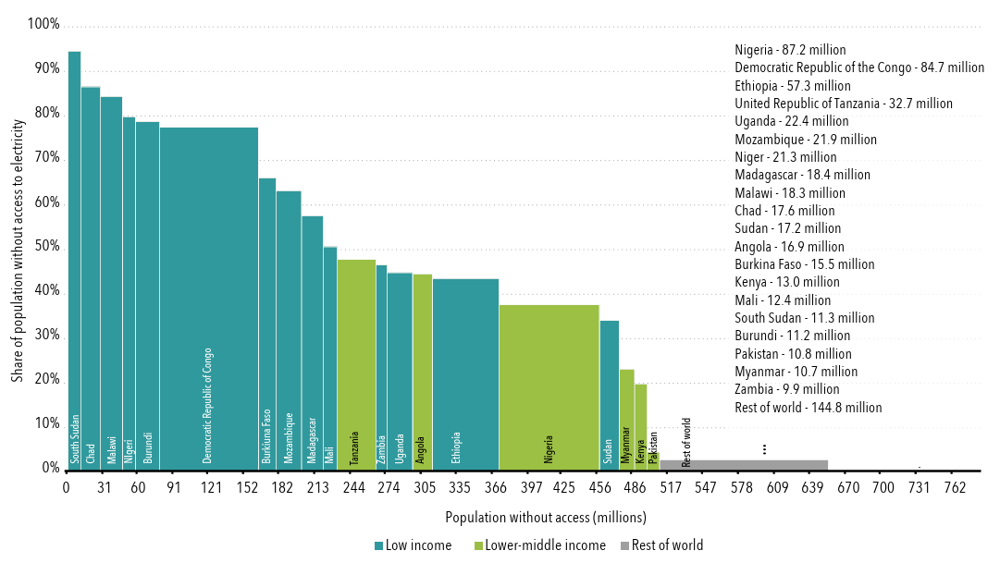 100%
90%
80%
70%
60%
50%
40%
30%
20%
10%
0%
Share of population without access to electricity
South Sudan
Chad
Malawi
Nigeri
Burundi
Democratic Republic of Congo
Burkiuna Faso
Mozambique
Madagascar
Mali
Tanzania
Zambia
Uganda
Angola
Ethiopia
Nigeria
Sudan
Myanmar
Kenya
Pakistan
Rest of world
...
Nigeria - 87.2 million
Democratic Republic of the Congo - 84.7 million
Ethiopia - 57.3 million
United Republic of Tanzania - 32.7 million
Uganda - 22.4 million
Mozambique - 21.9 million
Niger - 21.3 million
Madagascar - 18.4 million
Malawi - 18.3 million
Chad - 17.6 million
Sudan - 17.2 million
Angola - 16.9 million
Burkina Faso - 15.5 million
Kenya - 13.0 million
Mali - 12.4 million
South Sudan - 11.3 million
Burundi - 11.2 million
Pakistan - 10.8 million
Myanmar - 10.7 million
Zambia - 9.9 million
Rest of world - 144.8 million
0 31 60 91 121 152 182 213 244 274 305 335 366 397 425 456 486 517 547 578 609 639 670 700 731 762
Population without access (millions)
Low income Lower-middle income Rest of world